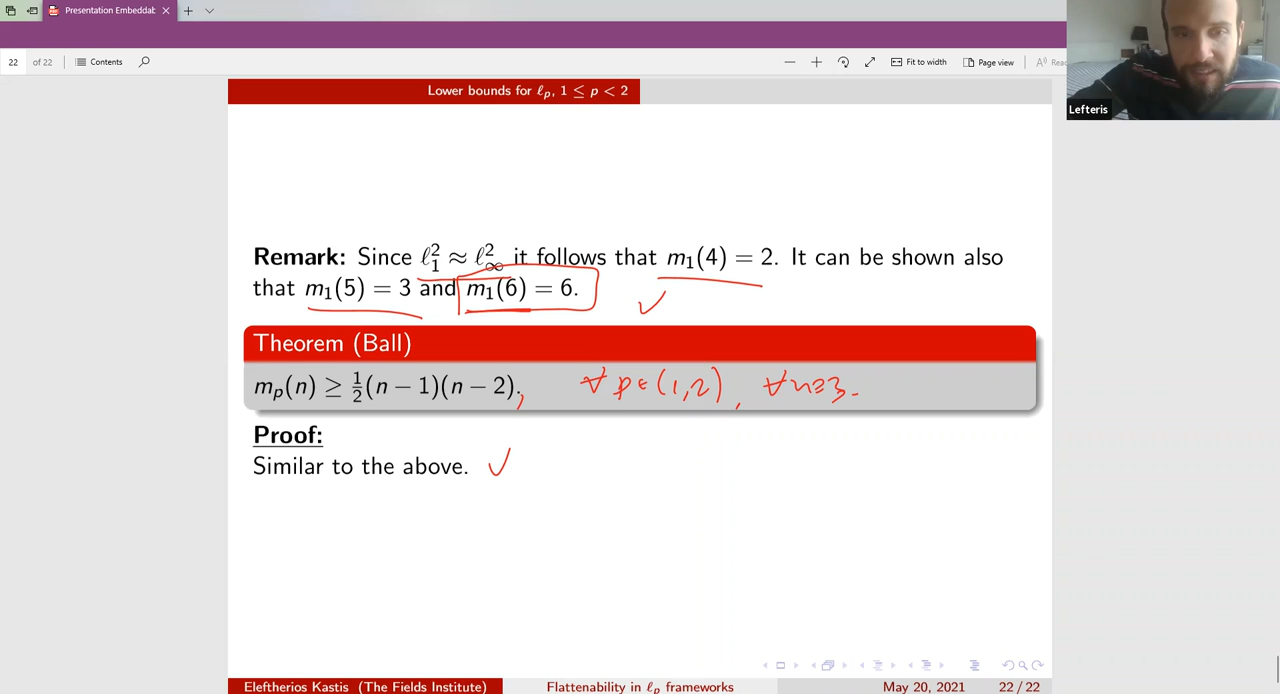 Presentation Embeddab
22 of 22 Contents Fit to width Page view Rea
Lefteris
Lower bounds for ℓp, 1 ≤ p < 2
Remark: Since ℓ₁² ≈ ℓ∞² it follows that m₁(4) = 2. It can be shown also
that m₁(5) = 3 and m₁(6) = 6.
Theorem (Ball)
mp(n) ≥ ½(n − 1)(n − 2)., ∀ p ∈ (1,2), ∀ n ≥ 3.
Proof:
Similar to the above.
Eleftherios Kastis (The Fields Institute) Flattenability in ℓp frameworks May 20, 2021 22 / 22